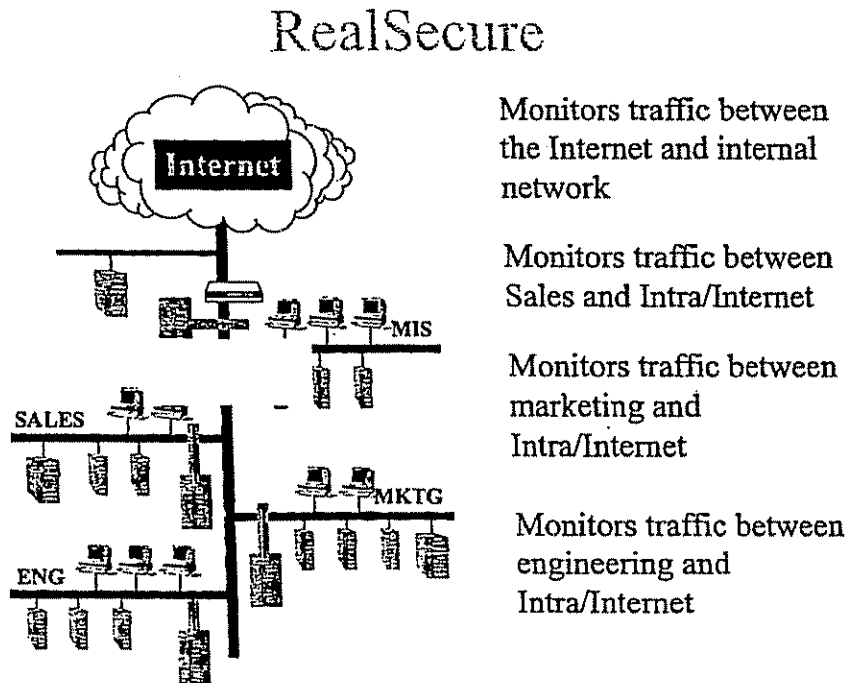 RealSecure
Internet
MIS
SALES
MKTG
ENG
Monitors traffic between
the Internet and internal
network
Monitors traffic between
Sales and Intra/Internet
Monitors traffic between
marketing and
Intra/Internet
Monitors traffic between
engineering and
Intra/Internet